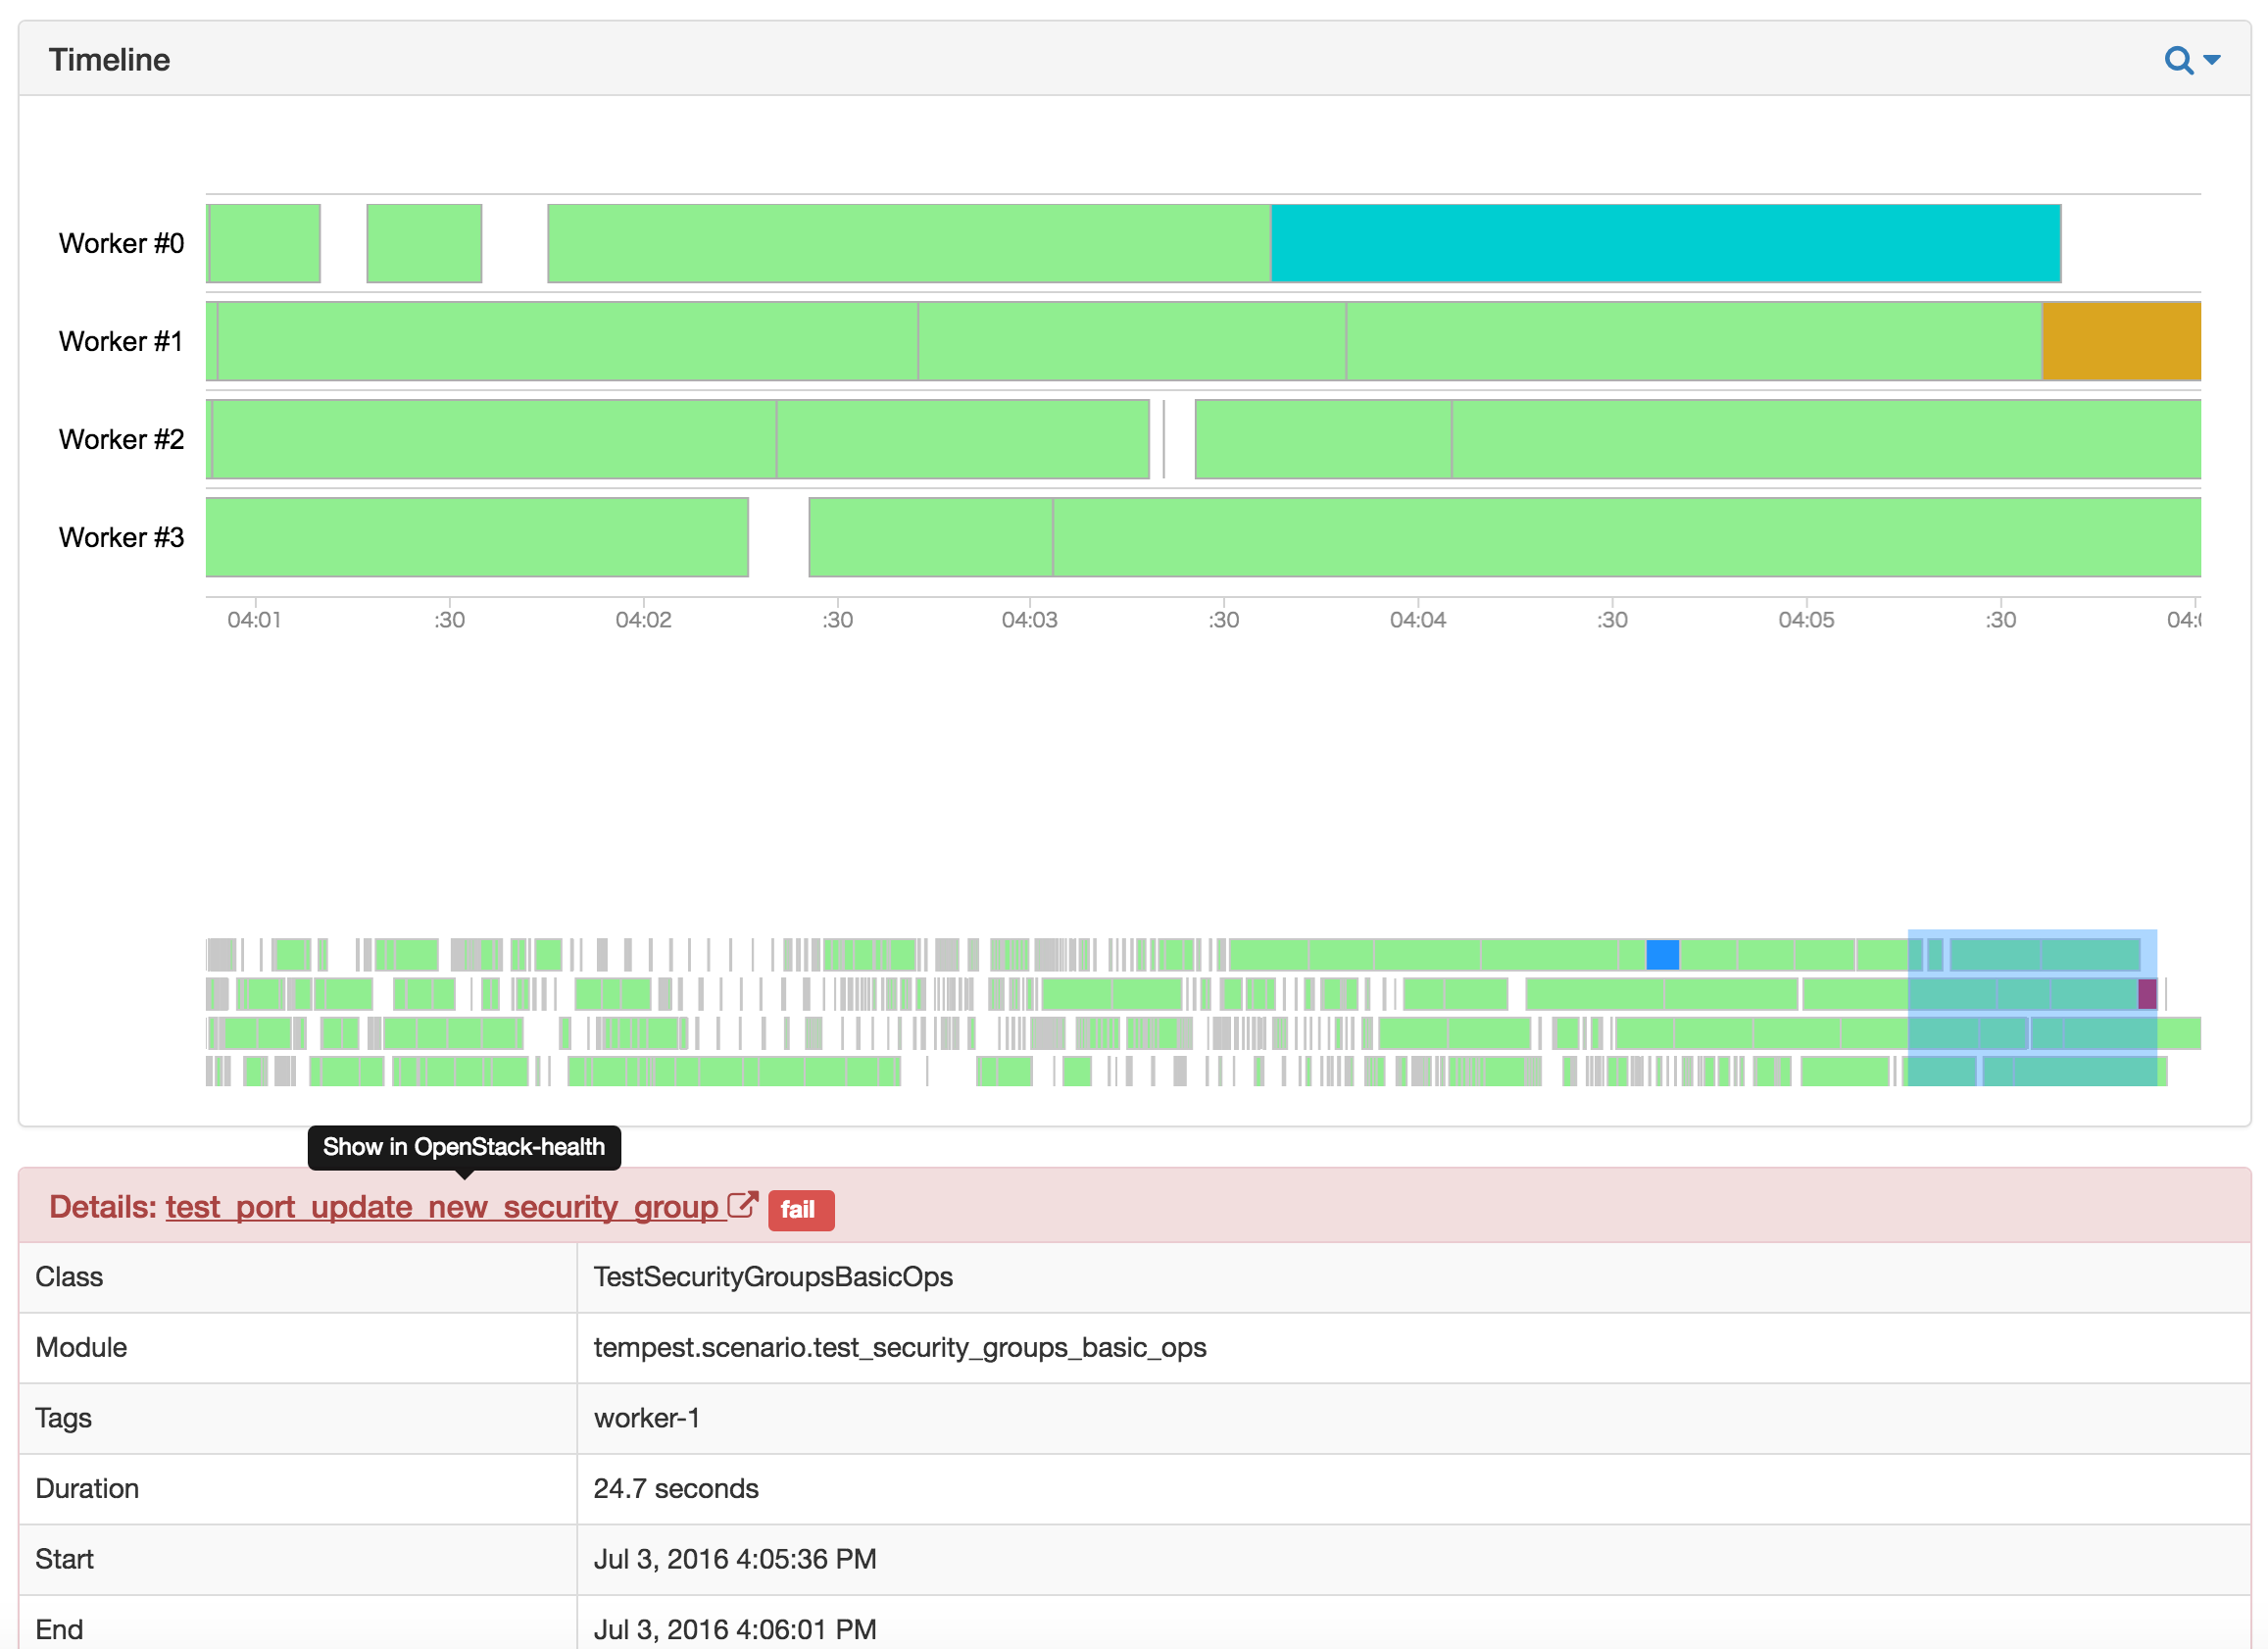 Timeline
Worker #0
Worker #1
Worker #2
Worker #3
04:01 :30 04:02 :30 04:03 :30 04:04 :30 04:05 :30
Show in OpenStack-health
Details: test_port_update_new_security_group fail
Class TestSecurityGroupsBasicOps
Module tempest.scenario.test_security_groups_basic_ops
Tags worker-1
Duration 24.7 seconds
Start Jul 3, 2016 4:05:36 PM
End Jul 3, 2016 4:06:01 PM